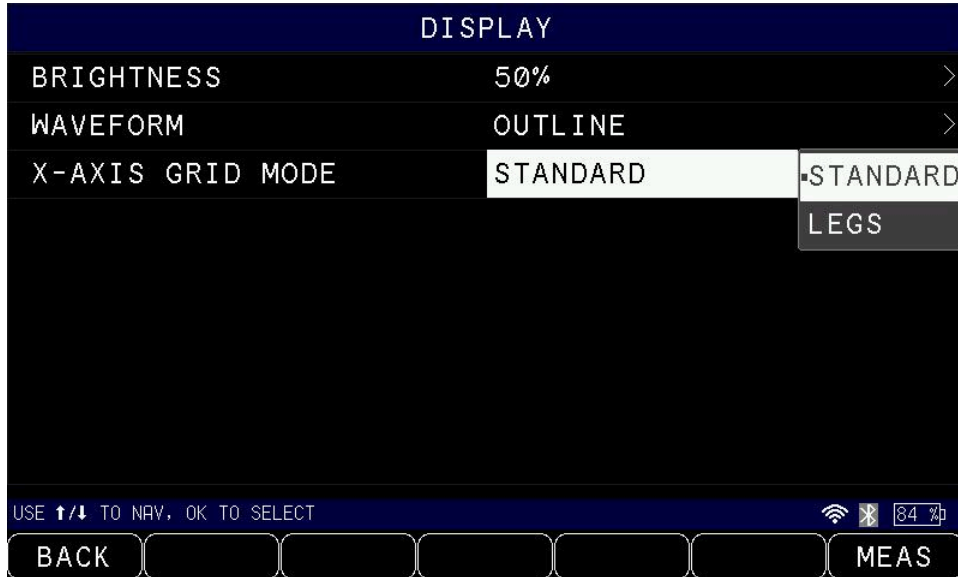 DISPLAY
BRIGHTNESS 50% >
WAVEFORM OUTLINE >
X-AXIS GRID MODE STANDARD ▪STANDARD
LEGS
USE ↑/↓ TO NAV, OK TO SELECT 84 %
BACK MEAS